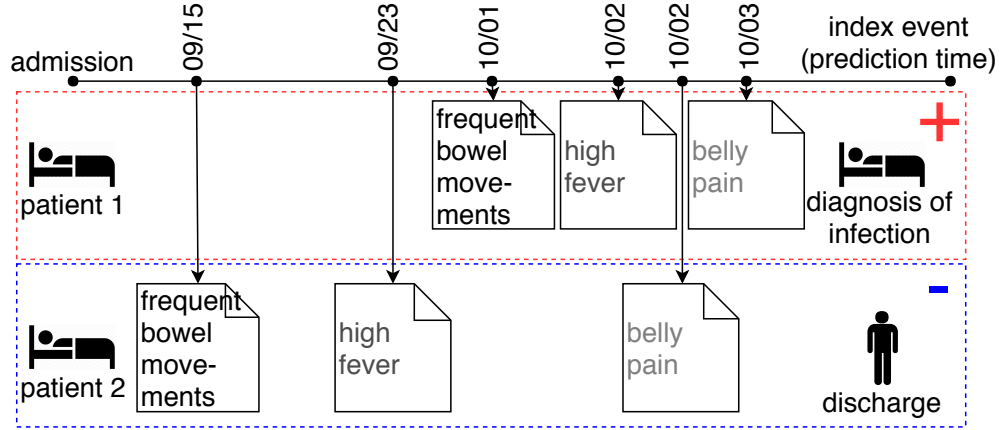 09/15
09/23
10/01
10/02
10/02
10/03
admission
index event
(prediction time)
patient 1
frequent
bowel
move-
ments
high
fever
belly
pain
+
diagnosis of
infection
patient 2
frequent
bowel
move-
ments
high
fever
belly
pain
-
discharge